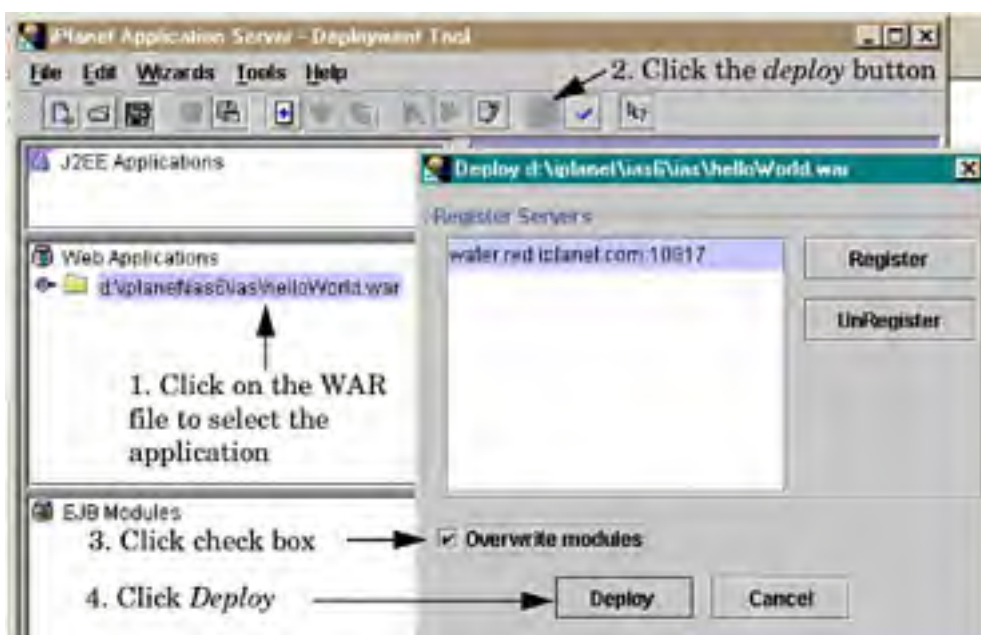 iPlanet Application Server - Deployment Tool
File Edit Wizards Tools Help
2. Click the deploy button
J2EE Applications
Deploy d:\iplanet\ias6\ias\helloWorld.war
Register Servers
Web Applications
d:\iplanet\ias6\ias\helloWorld.war
Register
UnRegister
1. Click on the WAR
file to select the
application
EJB Modules
3. Click check box
Overwrite modules
4. Click Deploy
Deploy
Cancel